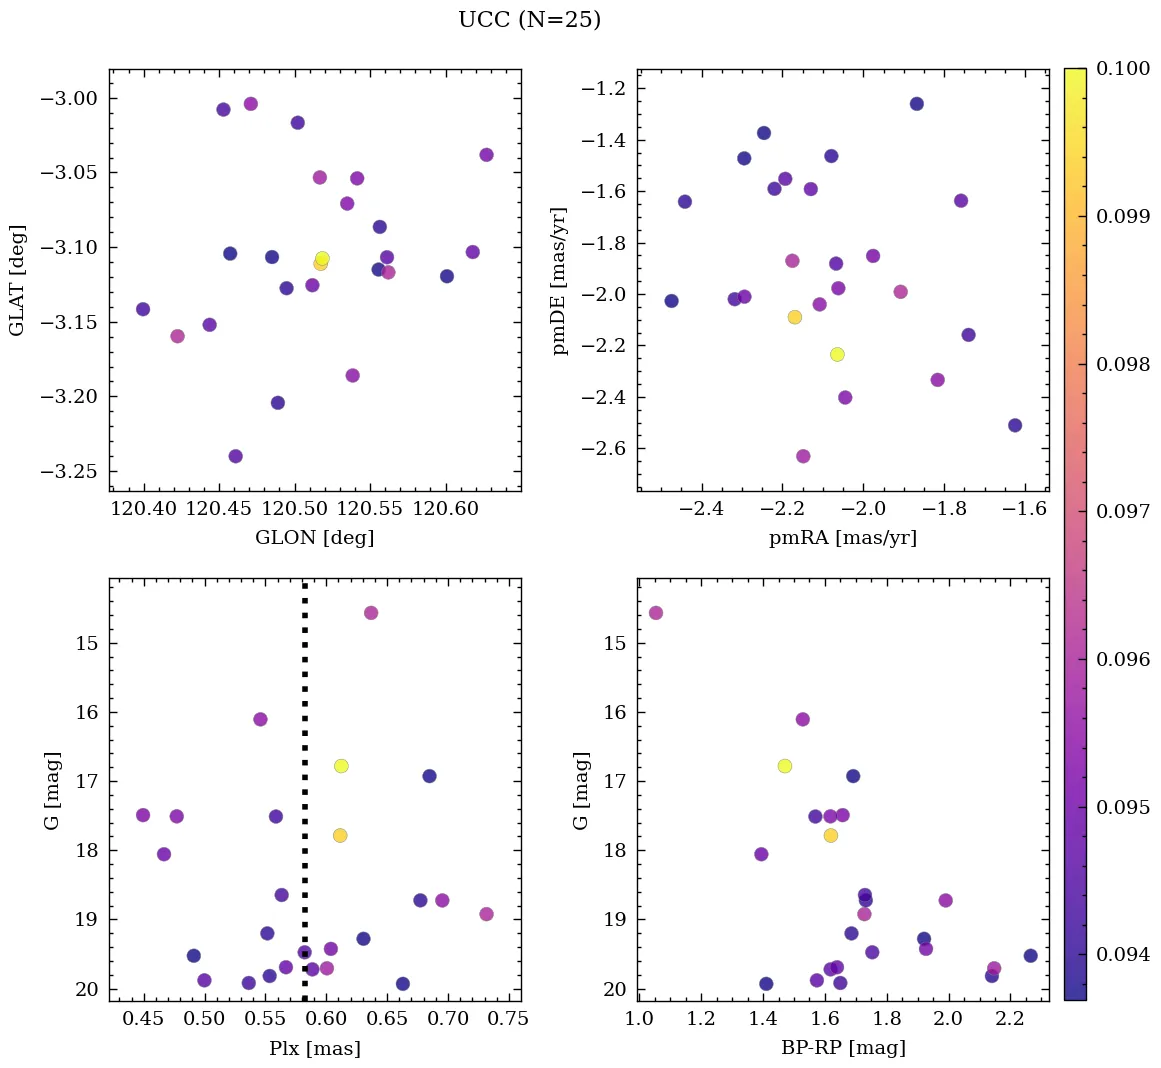 UCC (N=25)
−3.00
−3.05
−3.10
−3.15
−3.20
−3.25
GLAT [deg]
120.40 120.45 120.50 120.55 120.60
GLON [deg]
−1.2
−1.4
−1.6
−1.8
−2.0
−2.2
−2.4
−2.6
pmDE [mas/yr]
−2.4 −2.2 −2.0 −1.8 −1.6
pmRA [mas/yr]
15
16
17
18
19
20
G [mag]
0.45 0.50 0.55 0.60 0.65 0.70 0.75
Plx [mas]
15
16
17
18
19
20
G [mag]
1.0 1.2 1.4 1.6 1.8 2.0 2.2
BP-RP [mag]
0.100
0.099
0.098
0.097
0.096
0.095
0.094